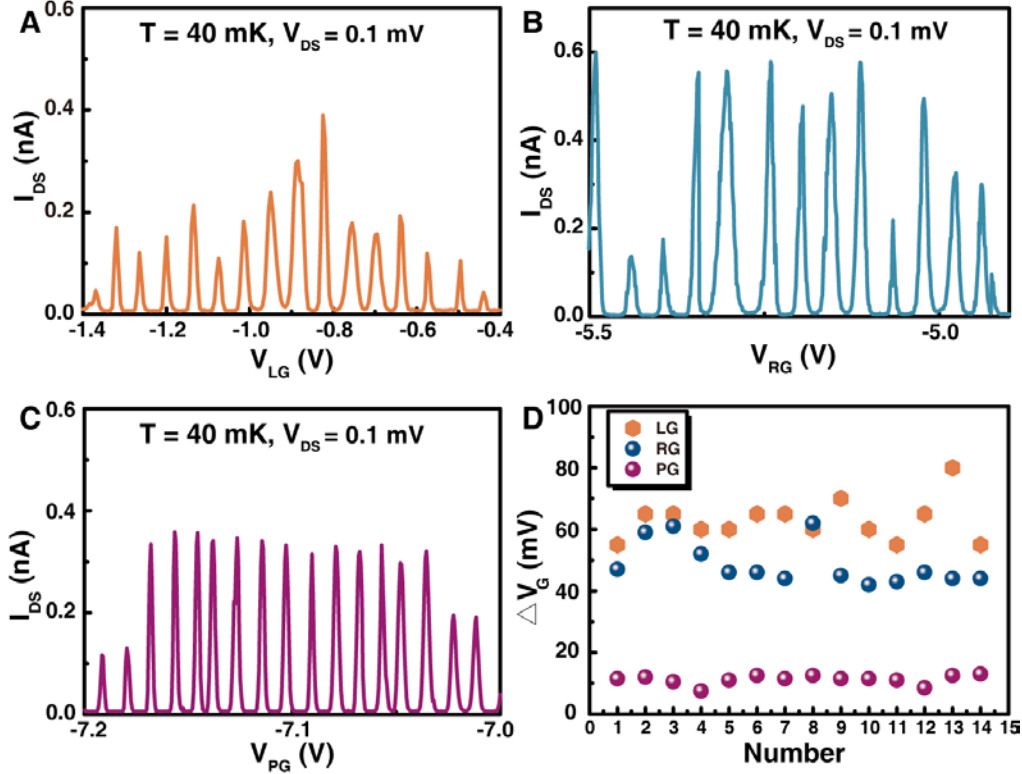 A
T = 40 mK, V_DS = 0.1 mV
I_DS (nA)
0.6
0.4
0.2
0.0
-1.4 -1.2 -1.0 -0.8 -0.6 -0.4
V_LG (V)
B
T = 40 mK, V_DS = 0.1 mV
I_DS (nA)
0.6
0.4
0.2
0.0
-5.5 -5.0
V_RG (V)
C
T = 40 mK, V_DS = 0.1 mV
I_DS (nA)
0.6
0.4
0.2
0.0
-7.2 -7.1 -7.0
V_PG (V)
D
LG
RG
PG
△V_G (mV)
100
80
60
40
20
0
0 1 2 3 4 5 6 7 8 9 10 11 12 13 14 15
Number